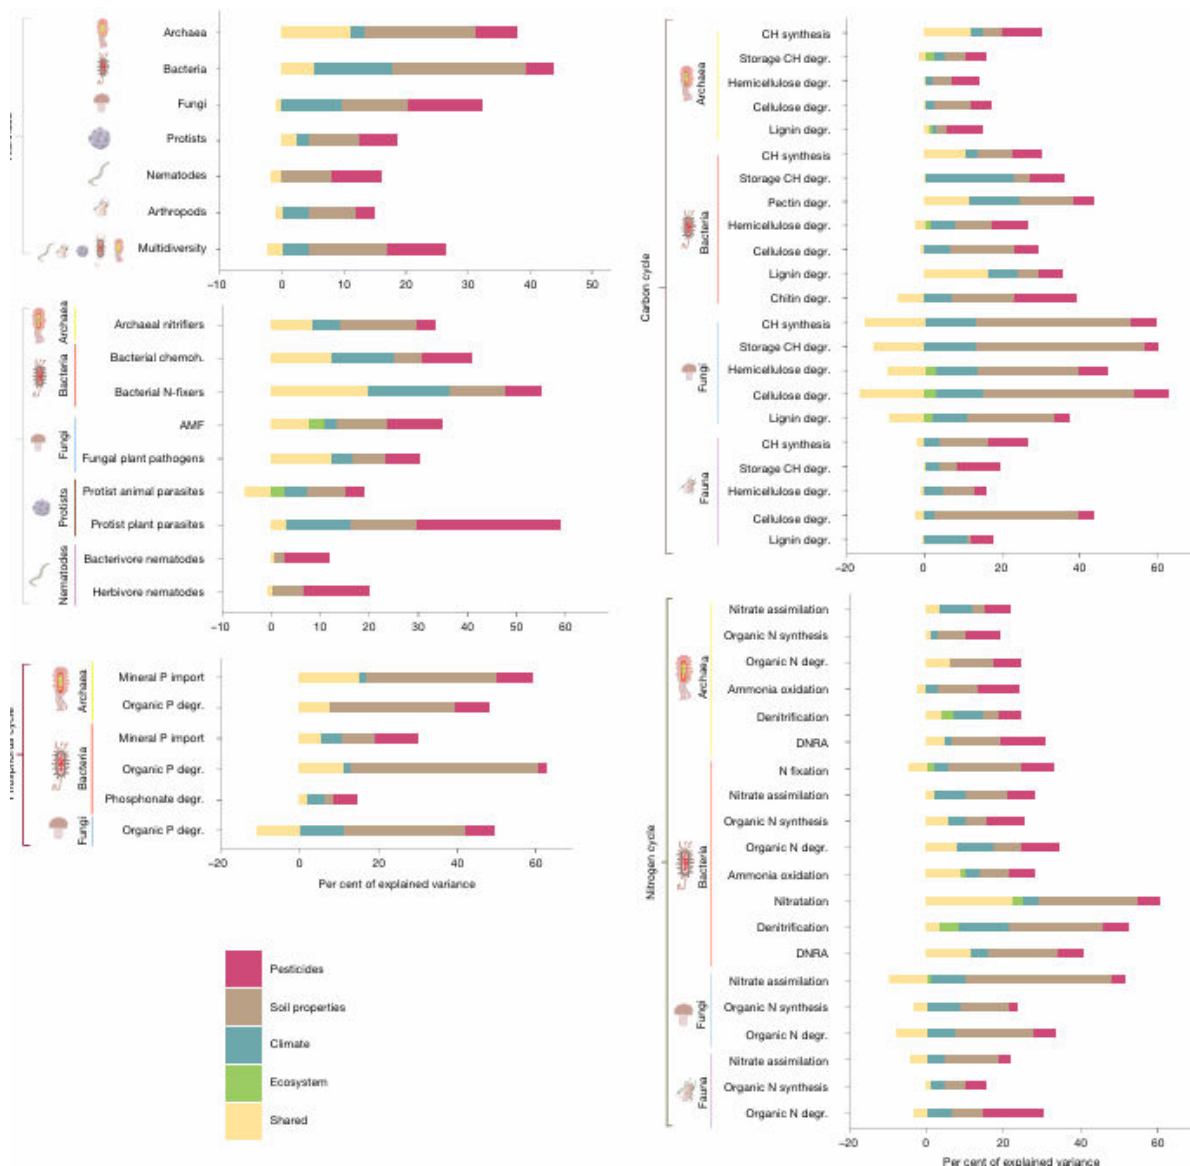 Archaea
Bacteria
Fungi
Protists
Nematodes
Arthropods
Multidiversity
−10 0 10 20 30 40 50
Archaea
Bacteria
Fungi
Protists
Nematodes
Archaeal nitrifiers
Bacterial chemoh.
Bacterial N-fixers
AMF
Fungal plant pathogens
Protist animal parasites
Protist plant parasites
Bacterivore nematodes
Herbivore nematodes
−10 0 10 20 30 40 50 60
Archaea
Bacteria
Fungi
Mineral P import
Organic P degr.
Mineral P import
Organic P degr.
Phosphonate degr.
Organic P degr.
−20 0 20 40 60
Per cent of explained variance
Pesticides
Soil properties
Climate
Ecosystem
Shared
Carbon cycle
Archaea
CH synthesis
Storage CH degr.
Hemicellulose degr.
Cellulose degr.
Lignin degr.
Bacteria
CH synthesis
Storage CH degr.
Pectin degr.
Hemicellulose degr.
Cellulose degr.
Lignin degr.
Chitin degr.
Fungi
CH synthesis
Storage CH degr.
Hemicellulose degr.
Cellulose degr.
Lignin degr.
Fauna
CH synthesis
Storage CH degr.
Hemicellulose degr.
Cellulose degr.
Lignin degr.
−20 0 20 40 60
Nitrogen cycle
Archaea
Nitrate assimilation
Organic N synthesis
Organic N degr.
Ammonia oxidation
Denitrification
DNRA
Bacteria
N fixation
Nitrate assimilation
Organic N synthesis
Organic N degr.
Ammonia oxidation
Nitratation
Denitrification
DNRA
Fungi
Nitrate assimilation
Organic N synthesis
Organic N degr.
Fauna
Nitrate assimilation
Organic N synthesis
Organic N degr.
−20 0 20 40 60
Per cent of explained variance